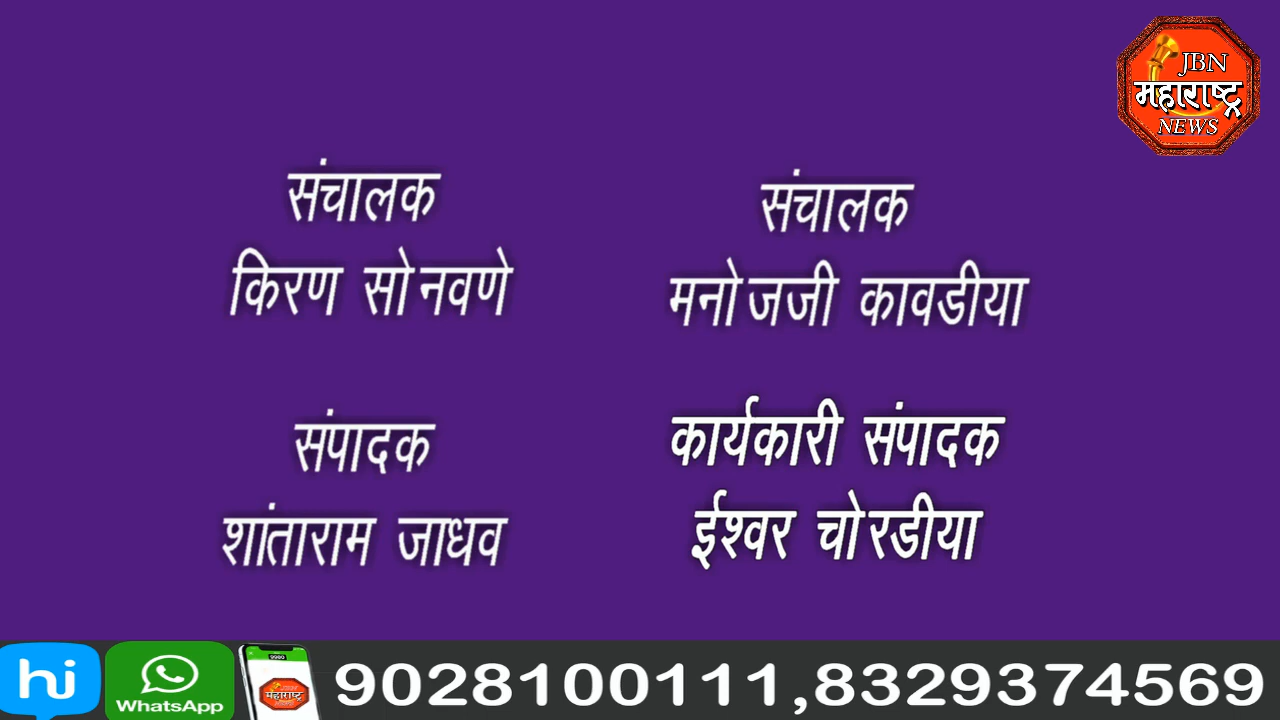 JBN
महाराष्ट्र
NEWS
संचालक
किरण सोनवणे
संचालक
मनोजजी कावडीया
संपादक
शांताराम जाधव
कार्यकारी संपादक
ईश्वर चोरडीया
hi
WhatsApp
महाराष्ट्र
9028100111,8329374569